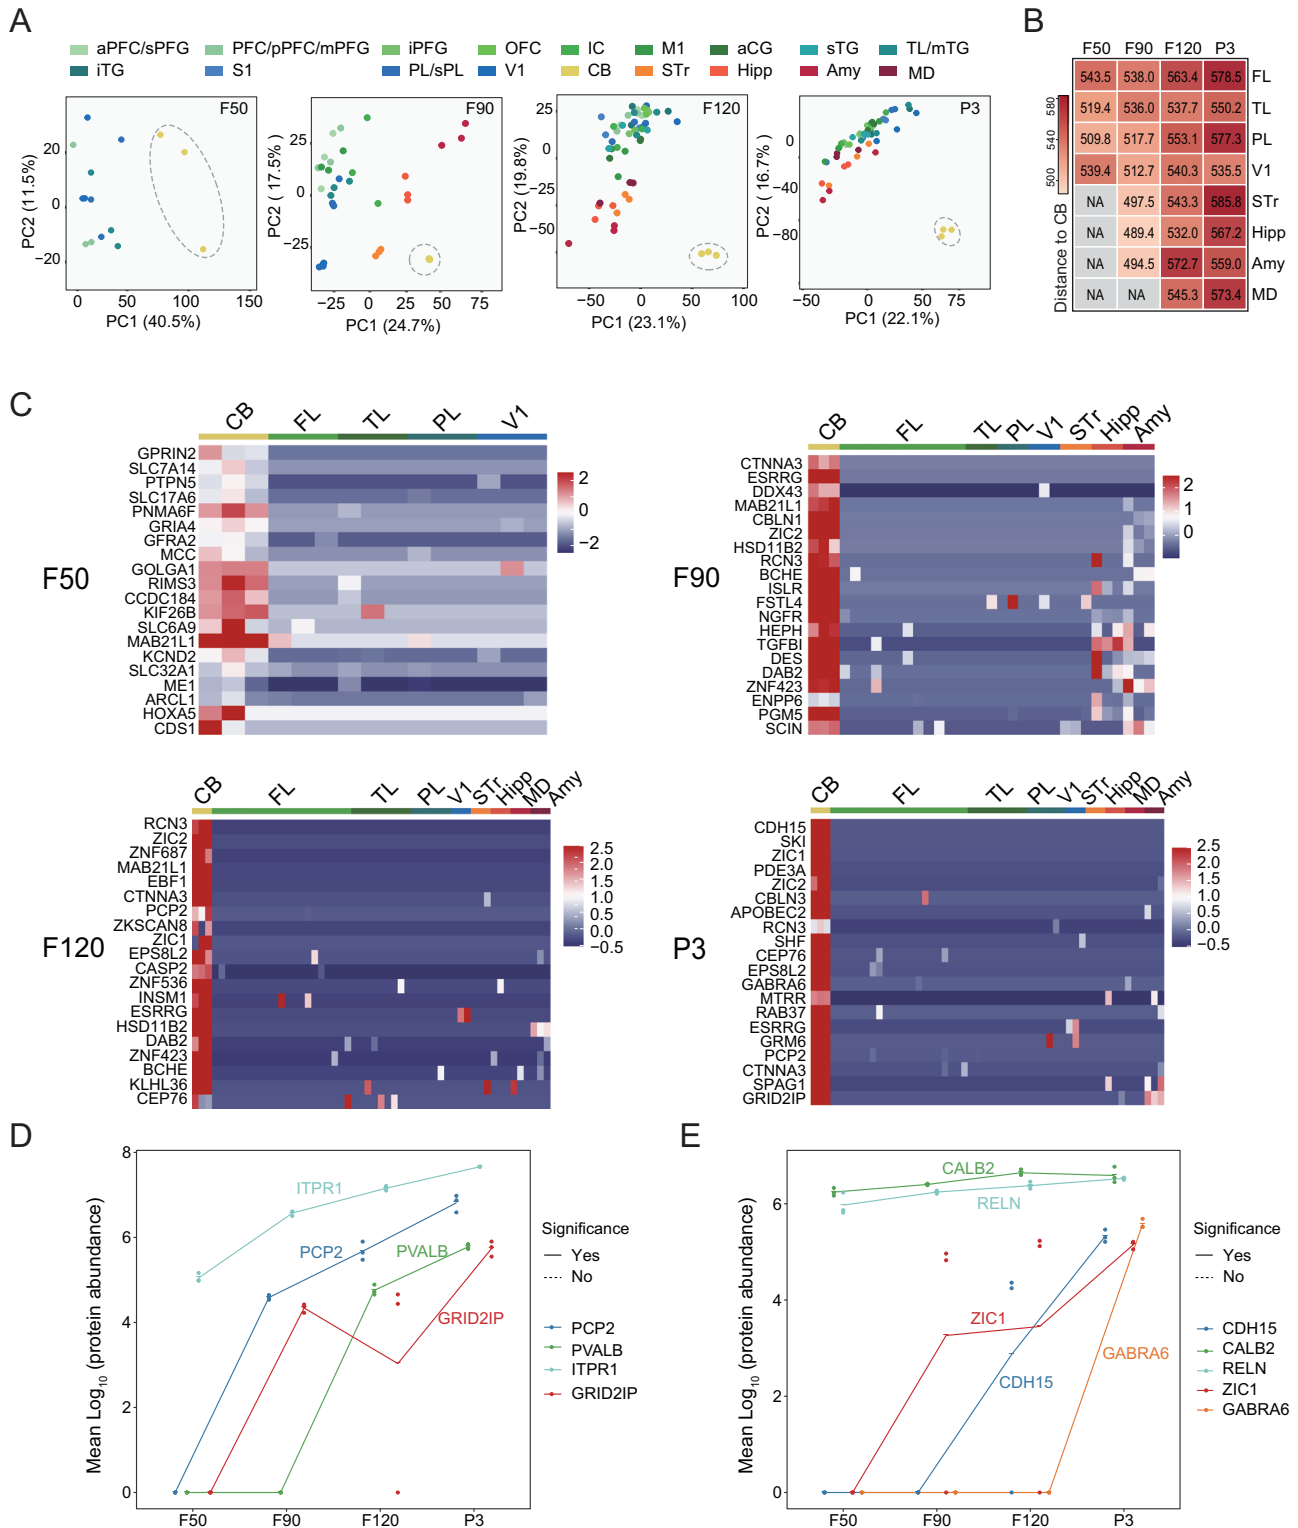 A
aPFC/sPFG PFC/pPFC/mPFG iPFG OFC IC M1 aCG sTG TL/mTG
iTG S1 PL/sPL V1 CB STr Hipp Amy MD
F50
20
0
−20
0 50 100 150
PC1 (40.5%)
PC2 (11.5%)
F90
25
0
−25
−25 0 50 75
PC1 (24.7%)
PC2 ( 17.5%)
F120
25
0
−25
−50
−50 0 100
PC1 (23.1%)
PC2 (19.8%)
P3
0
−40
−80
−50 0 75
PC1 (22.1%)
PC2 ( 16.7%)
B
F50 F90 F120 P3
543.5 538.0 563.4 578.5 FL
519.4 536.0 537.7 550.2 TL
509.8 517.7 553.1 577.3 PL
539.4 512.7 540.3 535.5 V1
NA 497.5 543.3 585.8 STr
NA 489.4 532.0 567.2 Hipp
NA 494.5 572.7 559.0 Amy
NA NA 545.3 573.4 MD
Distance to CB
500 540 580
C
F50
CB FL TL PL V1
GPRIN2
SLC7A14
PTPN5
SLC17A6
PNMA6F
GRIA4
GFRA2
MCC
GOLGA1
RIMS3
CCDC184
KIF26B
SLC6A9
MAB21L1
KCND2
SLC32A1
ME1
ARCL1
HOXA5
CDS1
2
1
0
−1
−2
F90
CB FL TL PL V1 STr Hipp Amy
CTNNA3
ESRRG
DDX43
MAB21L1
CBLN1
ZIC2
HSD11B2
RCN3
BCHE
ISLR
FSTL4
NGFR
HEPH
TGFBI
DES
DAB2
ZNF423
ENPP6
PGM5
SCIN
2
1
0
F120
CB FL TL PL V1 STr Hipp MD Amy
RCN3
ZIC2
ZNF687
MAB21L1
EBF1
CTNNA3
PCP2
ZKSCAN8
ZIC1
EPS8L2
CASP2
ZNF536
INSM1
ESRRG
HSD11B2
DAB2
ZNF423
BCHE
KLHL36
CEP76
2.5
2.0
1.5
1.0
0.5
0.0
−0.5
P3
CB FL TL PL V1 STr Hipp MD Amy
CDH15
SKI
ZIC1
PDE3A
ZIC2
CBLN3
APOBEC2
RCN3
SHF
CEP76
EPS8L2
GABRA6
MTRR
RAB37
ESRRG
GRM6
PCP2
CTNNA3
SPAG1
GRID2IP
2.5
2.0
1.5
1.0
0.5
0.0
−0.5
D
Mean Log10 (protein abundance)
8
6
4
2
0
F50 F90 F120 P3
ITPR1
PCP2
PVALB
GRID2IP
Significance
Yes
No
PCP2
PVALB
ITPR1
GRID2IP
E
Mean Log10 (protein abundance)
6
4
2
0
F50 F90 F120 P3
CALB2
RELN
ZIC1
CDH15
GABRA6
Significance
Yes
No
CDH15
CALB2
RELN
ZIC1
GABRA6